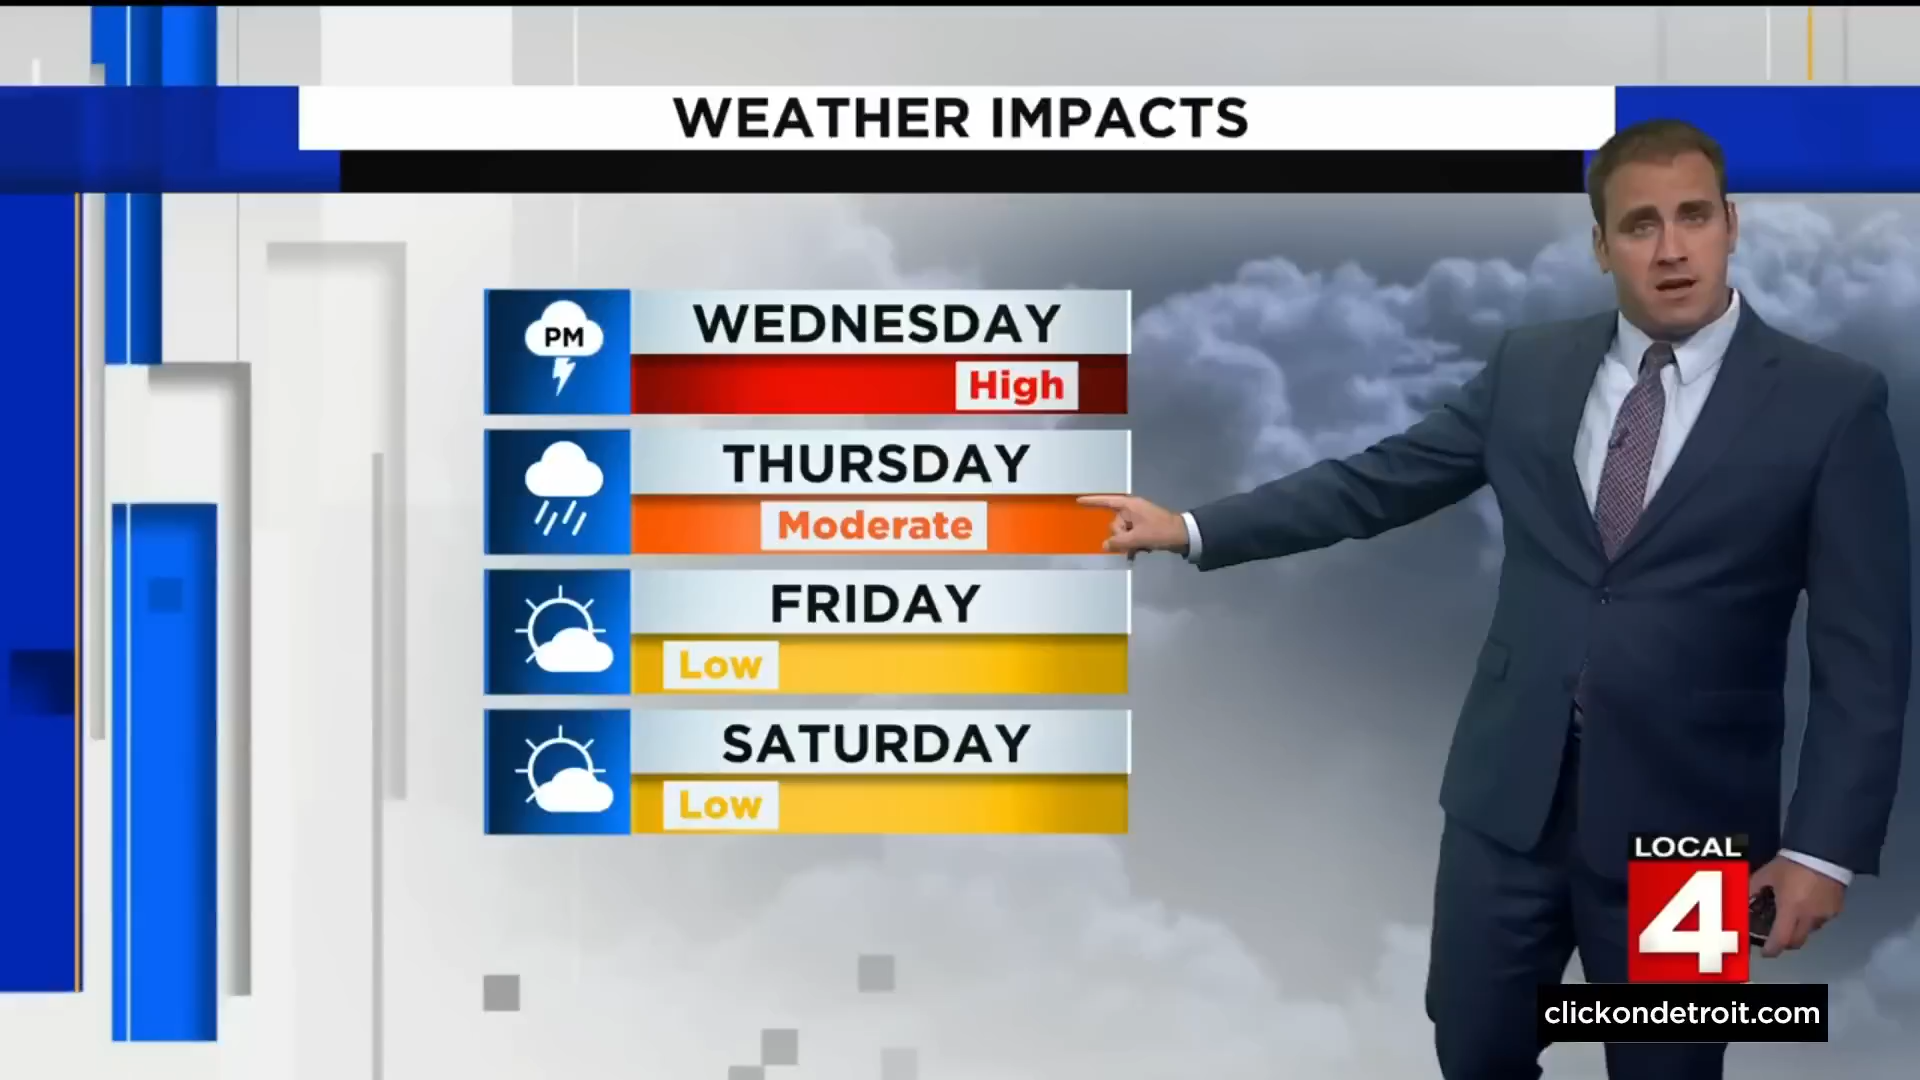 WEATHER IMPACTS
PM
WEDNESDAY
High
THURSDAY
Moderate
FRIDAY
Low
SATURDAY
Low
LOCAL
4
clickondetroit.com